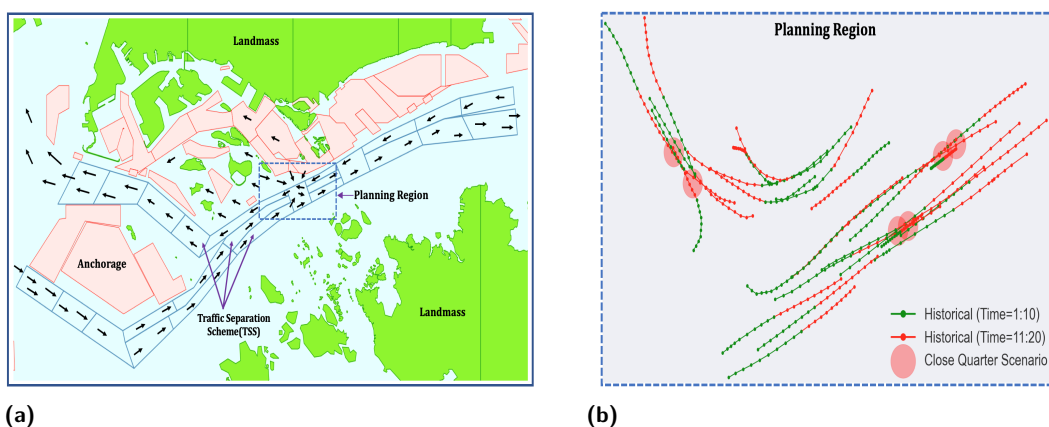 Landmass
Planning Region
Anchorage
Traffic Separation
Scheme(TSS)
Landmass
(a)
Planning Region
Historical (Time=1:10)
Historical (Time=11:20)
Close Quarter Scenario
(b)